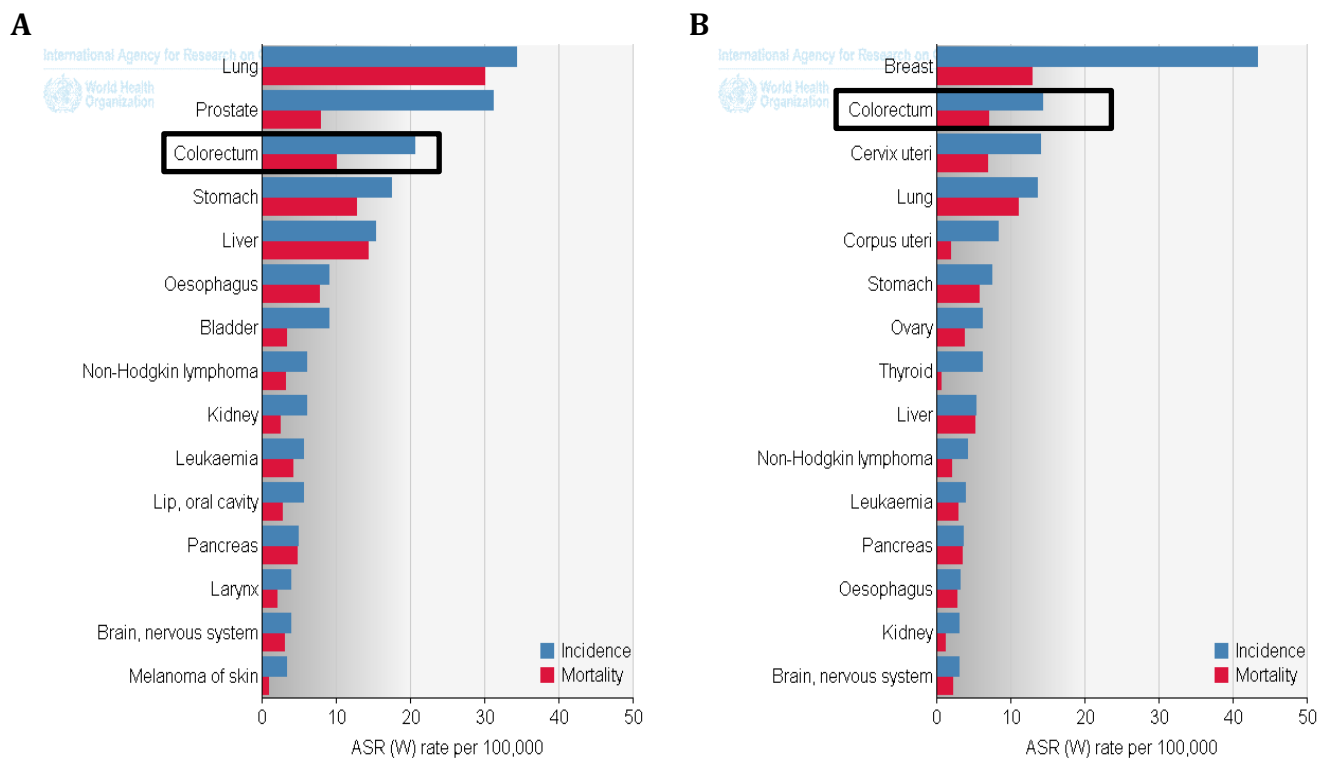 A
International Agency for Research on
World Health
Organization
Lung
Prostate
Colorectum
Stomach
Liver
Oesophagus
Bladder
Non-Hodgkin lymphoma
Kidney
Leukaemia
Lip, oral cavity
Pancreas
Larynx
Brain, nervous system
Melanoma of skin
Incidence
Mortality
0 10 20 30 40 50
ASR (W) rate per 100,000
B
International Agency for Research on
World Health
Organization
Breast
Colorectum
Cervix uteri
Lung
Corpus uteri
Stomach
Ovary
Thyroid
Liver
Non-Hodgkin lymphoma
Leukaemia
Pancreas
Oesophagus
Kidney
Brain, nervous system
Incidence
Mortality
0 10 20 30 40 50
ASR (W) rate per 100,000